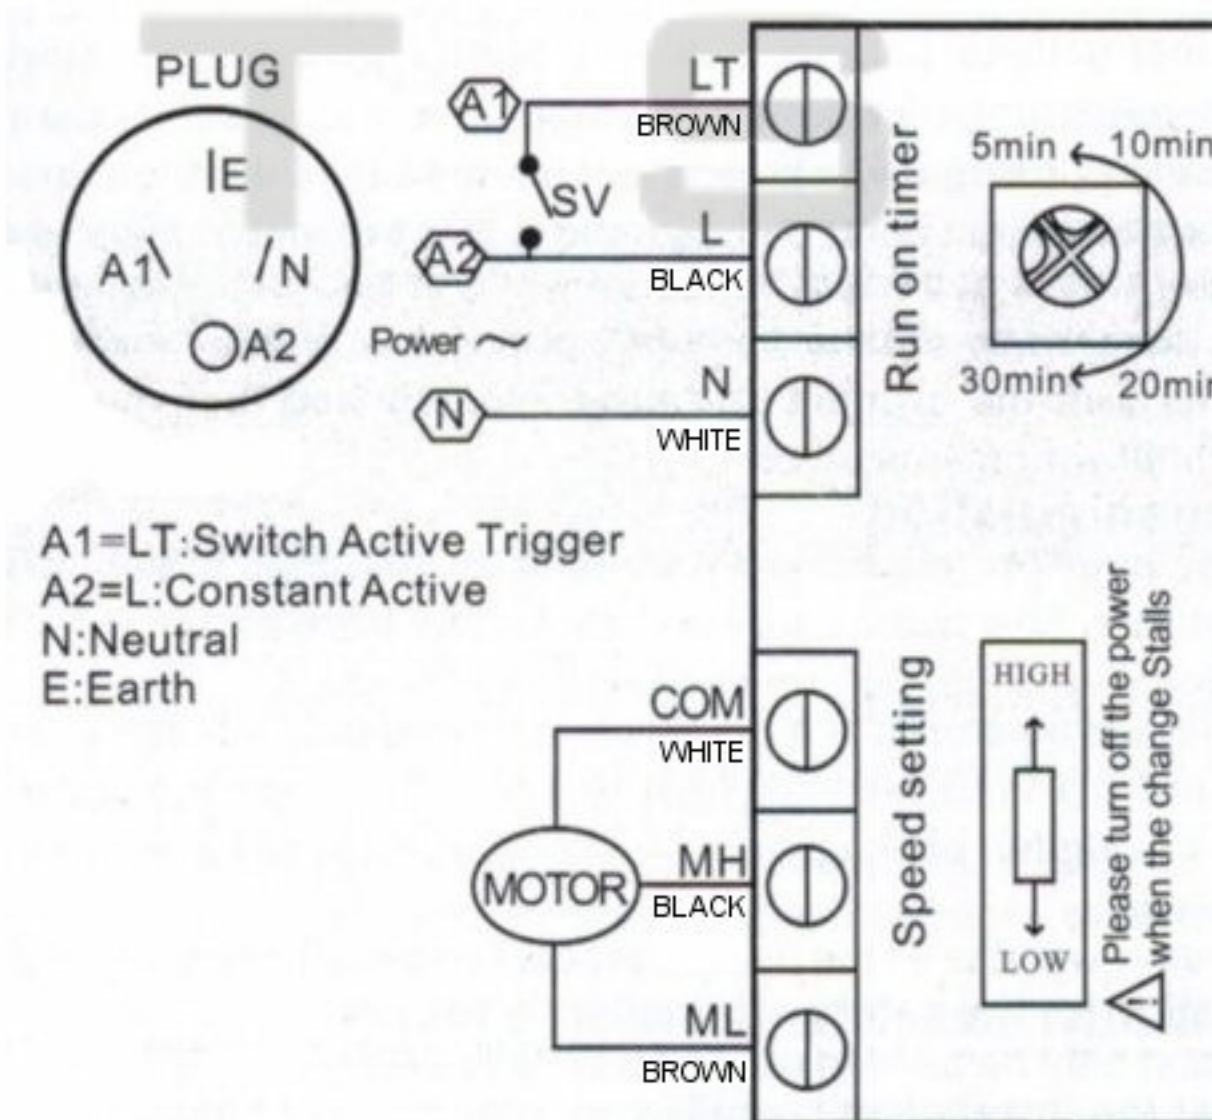 TS
PLUG
E
A1
N
A2
A1
LT
BROWN
SV
A2
L
BLACK
Power ~
N
N
WHITE
Run on timer
5min
10min
30min
20min
A1=LT:Switch Active Trigger
A2=L:Constant Active
N:Neutral
E:Earth
COM
WHITE
MOTOR
MH
BLACK
ML
BROWN
Speed setting
HIGH
LOW
Please turn off the power
when the change Stalls
!